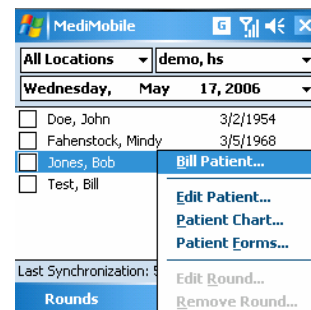 MediMobile G
All Locations demo, hs
Wednesday, May 17, 2006
Doe, John 3/2/1954
Fahenstock, Mindy 3/5/1968
Jones, Bob Bill Patient...
Test, Bill
Edit Patient...
Patient Chart...
Patient Forms...
Last Synchronization:
Edit Round...
Rounds Remove Round...